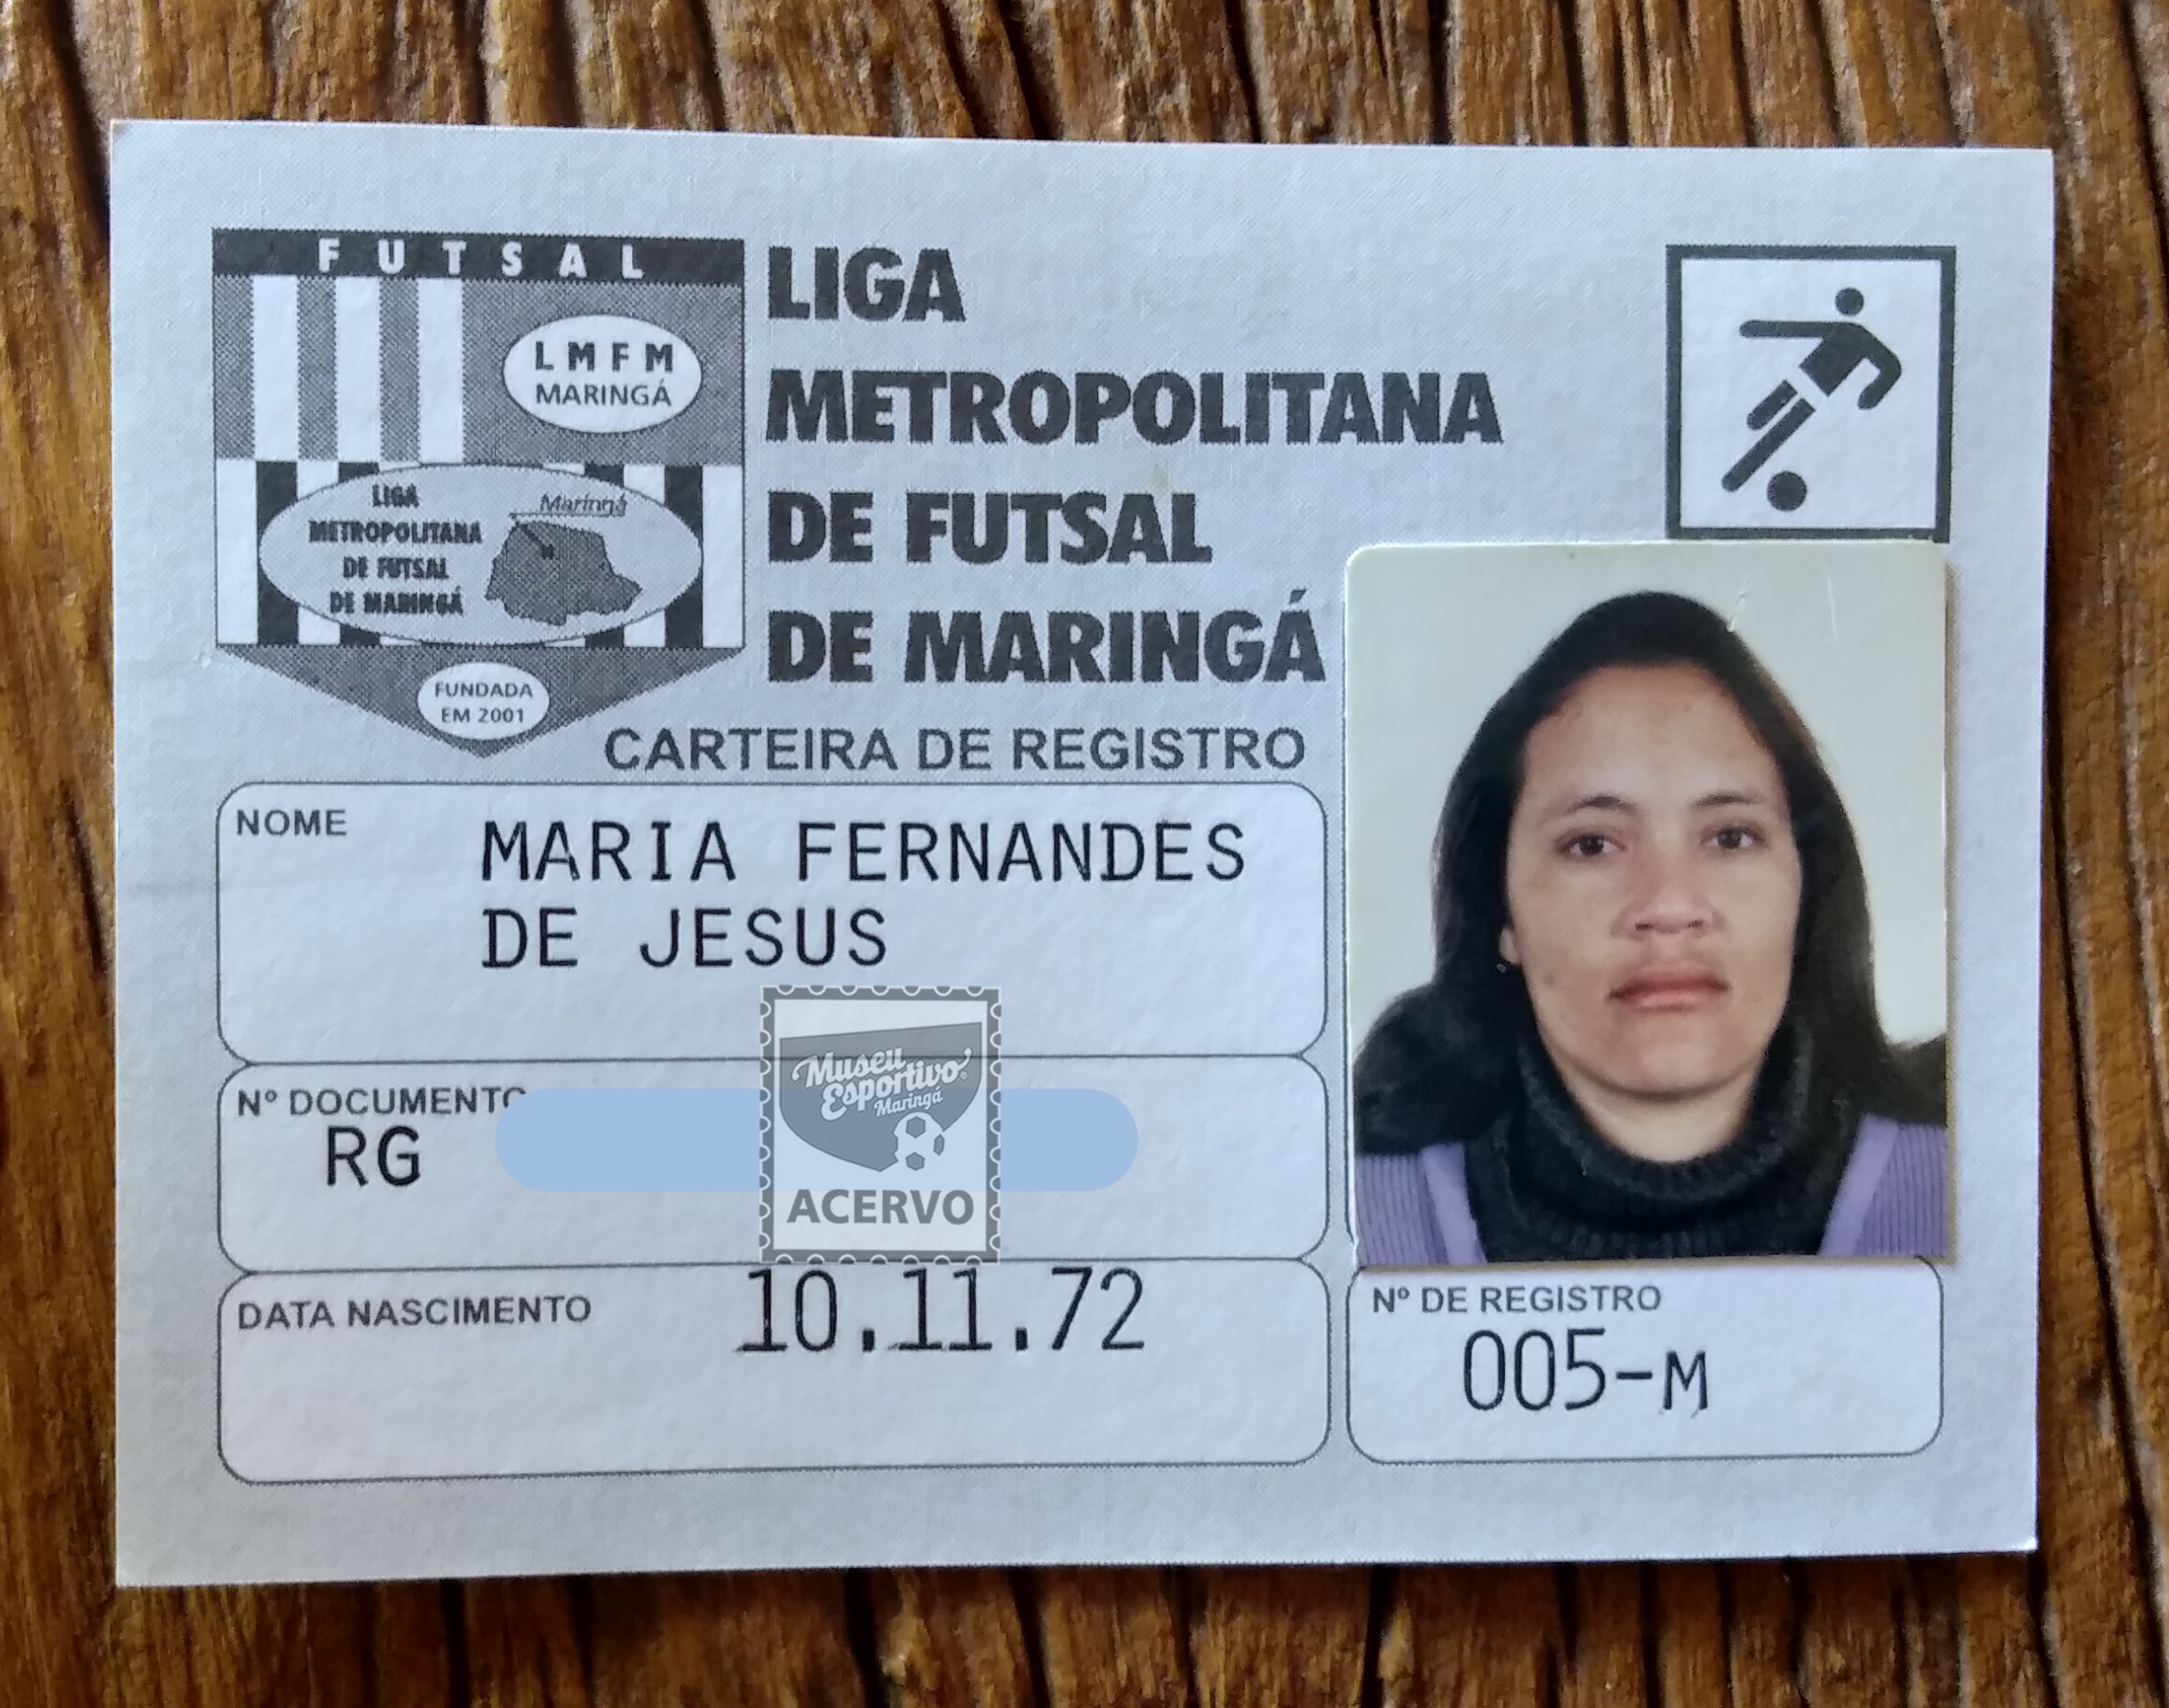 FUTSAL
LMFM
MARINGÁ
LIGA
METROPOLITANA
DE FUTSAL
DE MARINGÁ
Maringá
FUNDADA
EM 2001
LIGA
METROPOLITANA
DE FUTSAL
DE MARINGÁ
CARTEIRA DE REGISTRO
NOME
MARIA FERNANDES
DE JESUS
Nº DOCUMENTO
RG
Museu
Esportivo
Maringá
ACERVO
DATA NASCIMENTO
10.11.72
Nº DE REGISTRO
005-M